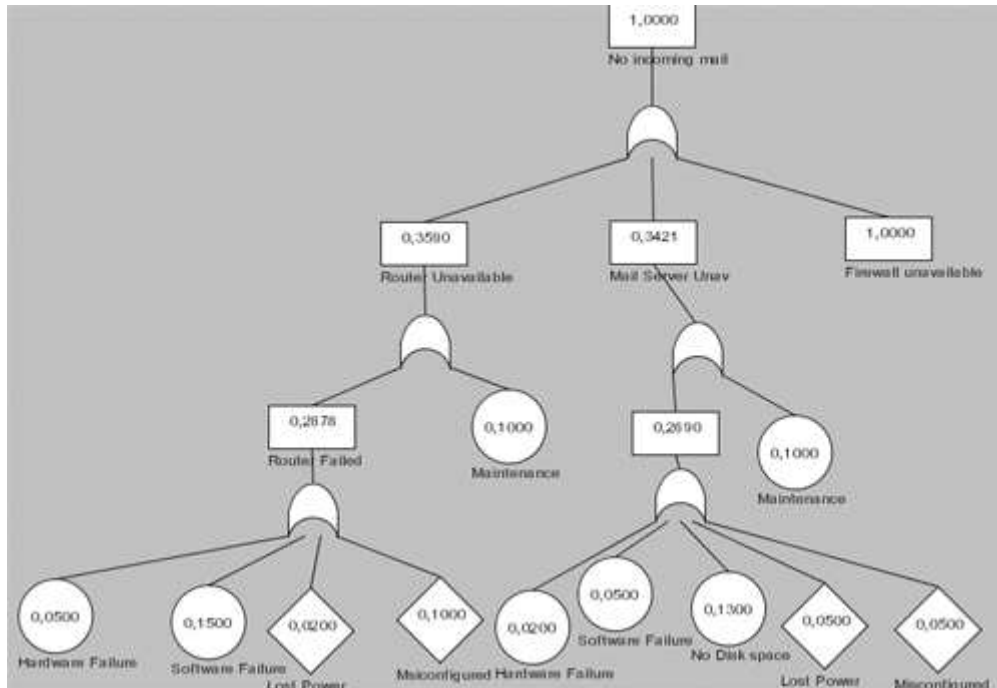 1,0000
No incoming mail
0,3590
Router Unavailable
0,3421
Mail Server Unav
1,0000
Firewall unavailable
0,2878
Router Failed
0,1000
Maintenance
0,2690
0,1000
Maintenance
0,0500
Hardware Failure
0,1500
Software Failure
0,0200
Lost Power
0,1000
Msiconfigured
0,0200
Hardware Failure
0,0500
Software Failure
0,1300
No Disk space
0,0500
Lost Power
0,0500
Misconfigured